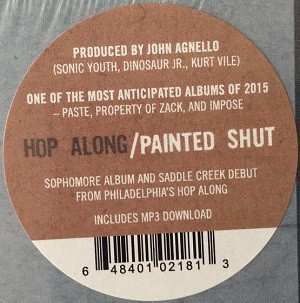 PRODUCED BY JOHN AGNELLO
(SONIC YOUTH, DINOSAUR JR., KURT VILE)
ONE OF THE MOST ANTICIPATED ALBUMS OF 2015
– PASTE, PROPERTY OF ZACK, AND IMPOSE
HOP ALONG/PAINTED SHUT
SOPHOMORE ALBUM AND SADDLE CREEK DEBUT
FROM PHILADELPHIA'S HOP ALONG
INCLUDES MP3 DOWNLOAD
6 48401 02181 3